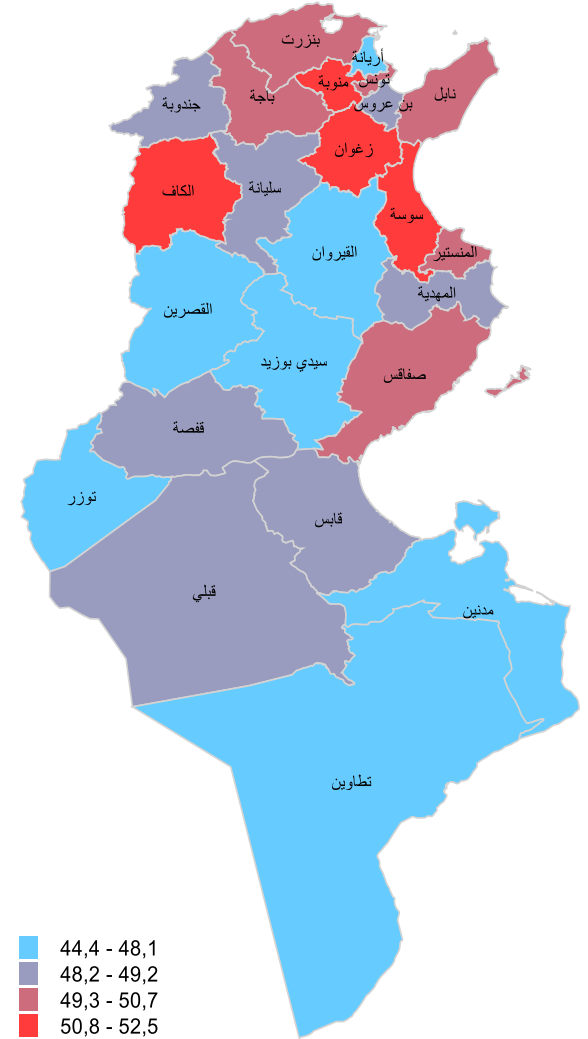 بنزرت
أريانة
تونس
منوبة
نابل
باجة
جندوبة
بن عروس
زغوان
الكاف
سليانة
سوسة
المنستير
القيروان
المهدية
القصرين
سيدي بوزيد
صفاقس
قفصة
توزر
قابس
قبلي
مدنين
تطاوين
44,4 - 48,1
48,2 - 49,2
49,3 - 50,7
50,8 - 52,5